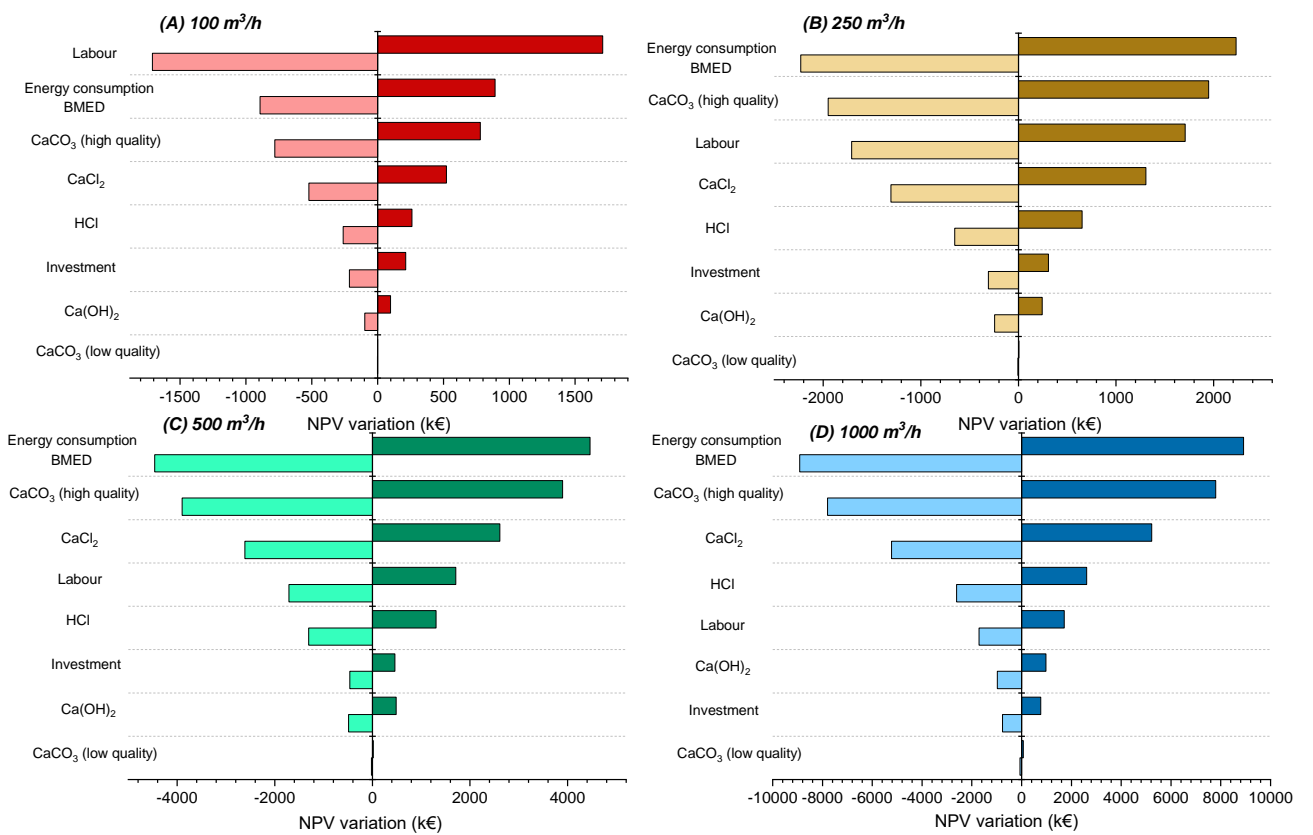 (A) 100 m³/h
Labour
Energy consumption
BMED
CaCO₃ (high quality)
CaCl₂
HCl
Investment
Ca(OH)₂
CaCO₃ (low quality)
-1500 -1000 -500 0 500 1000 1500
NPV variation (k€)
(B) 250 m³/h
Energy consumption
BMED
CaCO₃ (high quality)
Labour
CaCl₂
HCl
Investment
Ca(OH)₂
CaCO₃ (low quality)
-2000 -1000 0 1000 2000
NPV variation (k€)
(C) 500 m³/h
Energy consumption
BMED
CaCO₃ (high quality)
CaCl₂
Labour
HCl
Investment
Ca(OH)₂
CaCO₃ (low quality)
-4000 -2000 0 2000 4000
NPV variation (k€)
(D) 1000 m³/h
Energy consumption
BMED
CaCO₃ (high quality)
CaCl₂
HCl
Labour
Ca(OH)₂
Investment
CaCO₃ (low quality)
-10000 -8000 -6000 -4000 -2000 0 2000 4000 6000 8000 10000
NPV variation (k€)